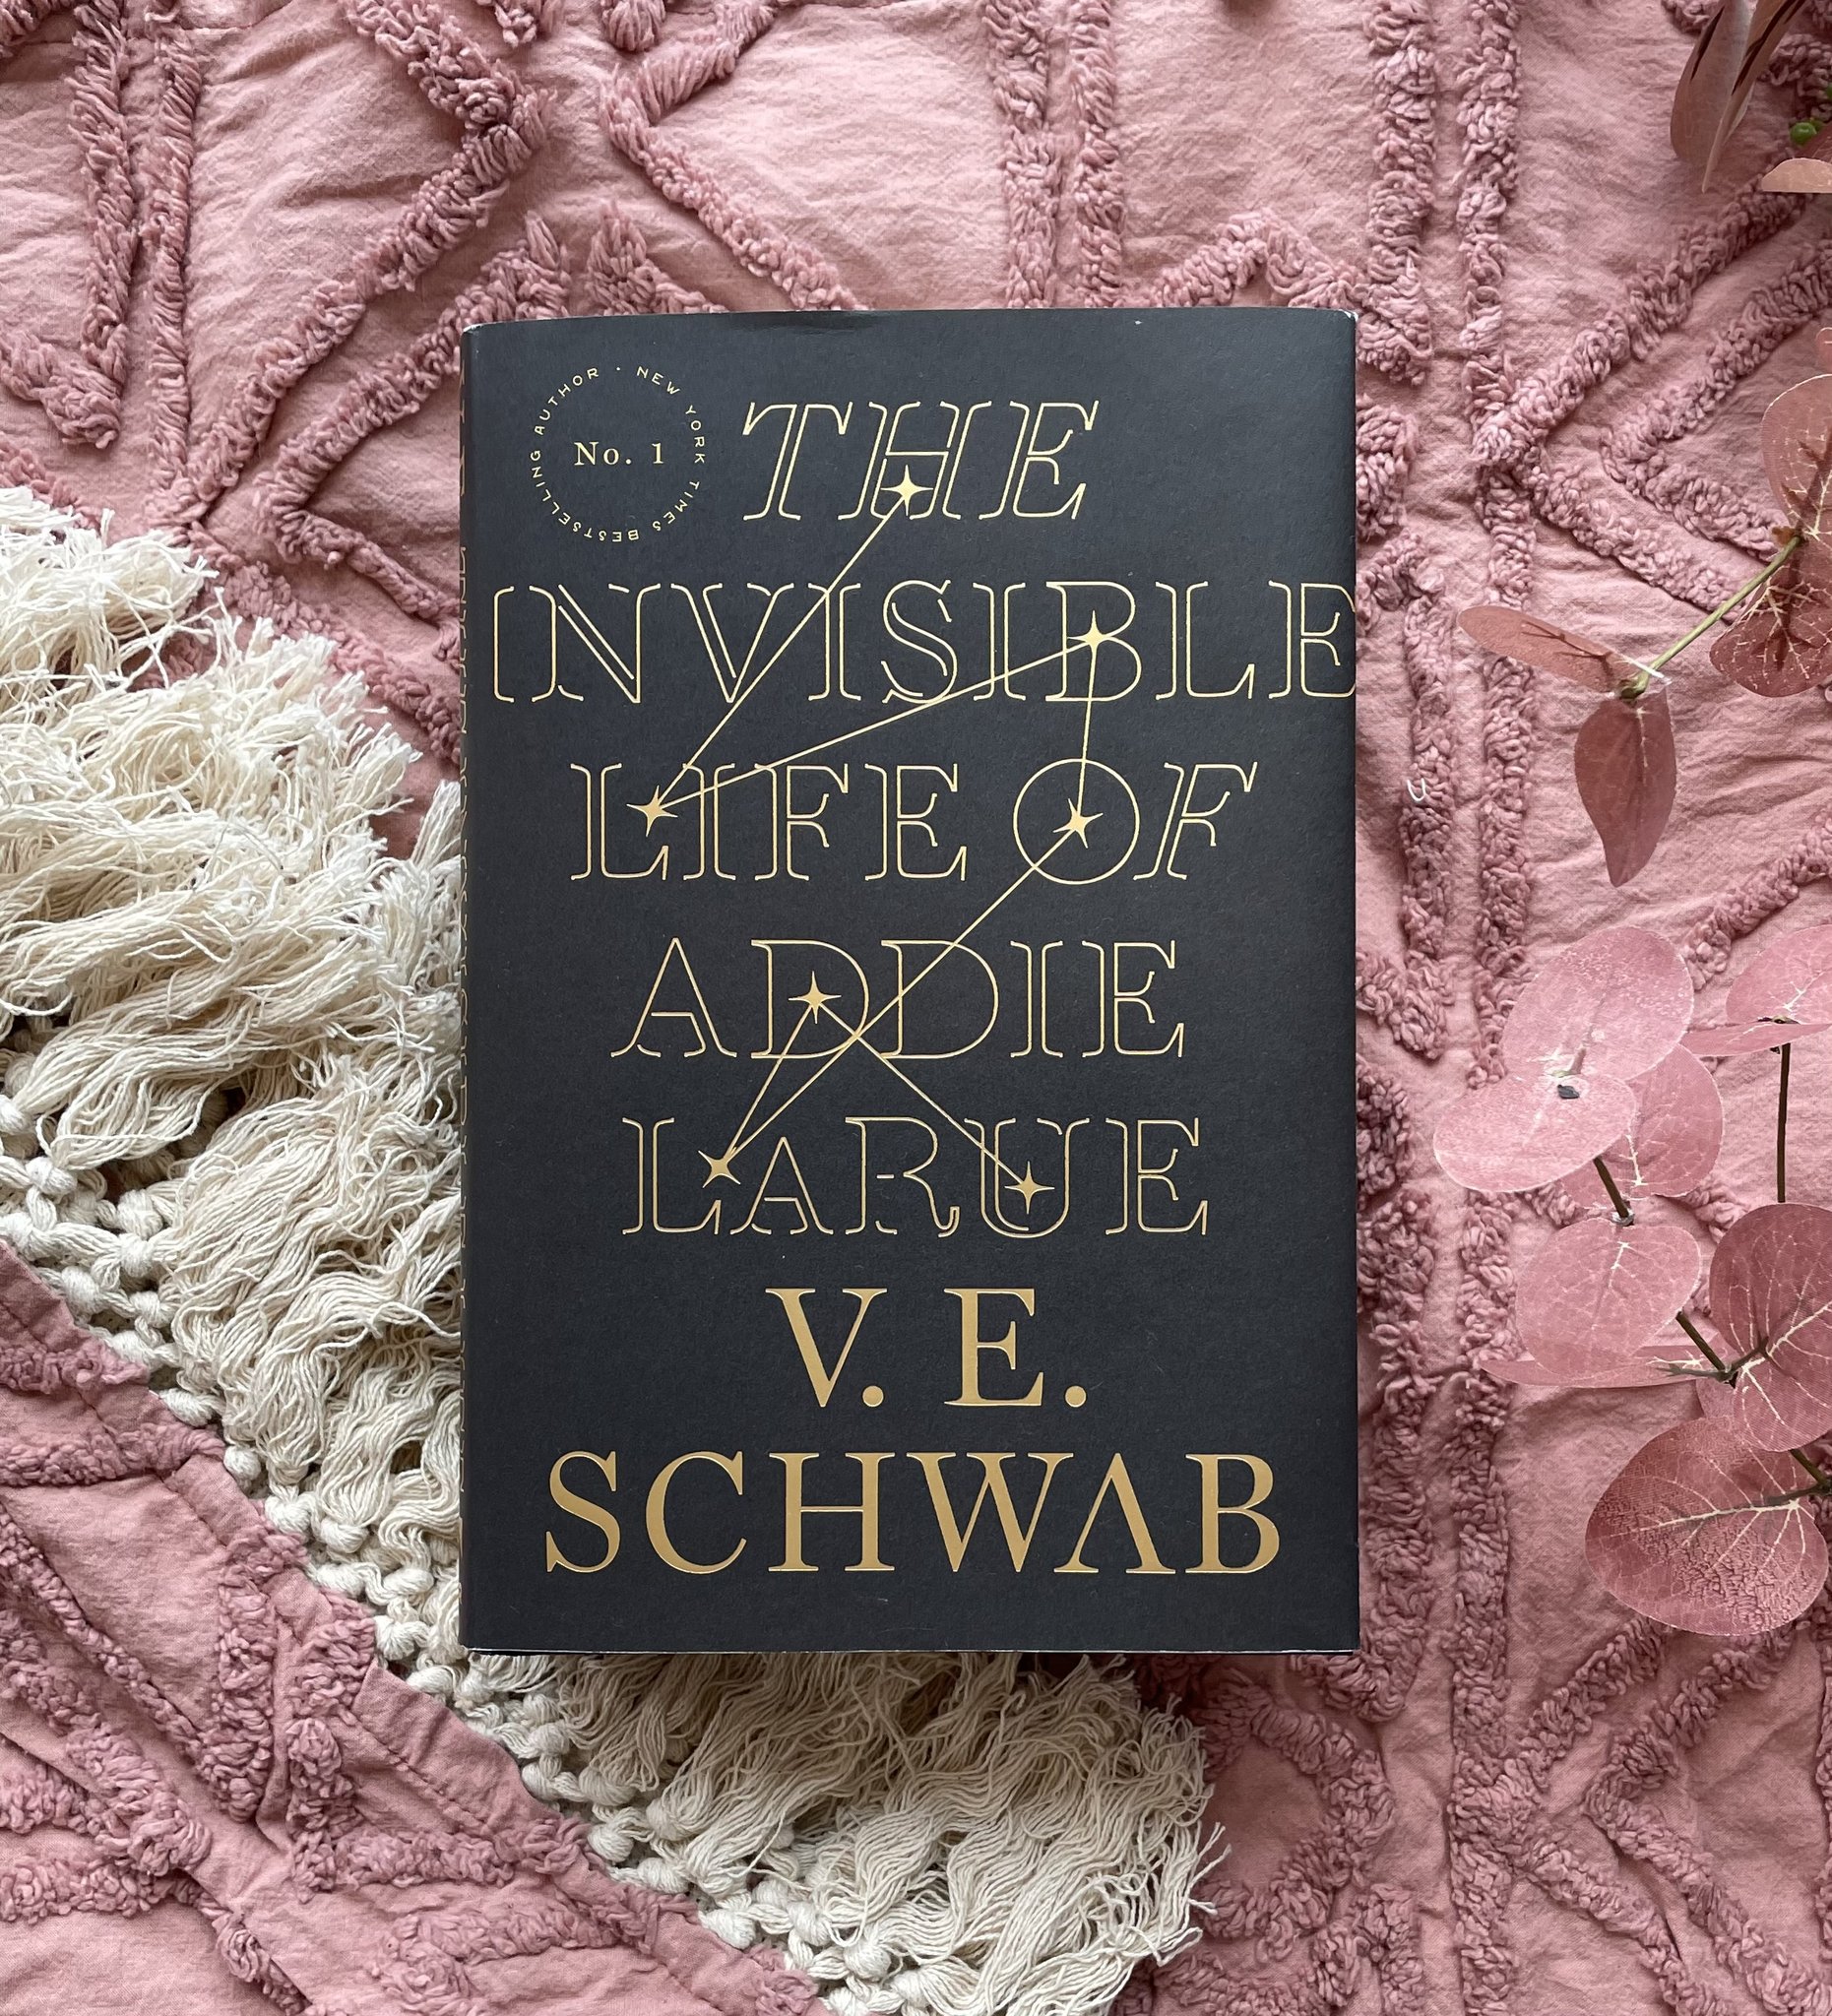 NEW YORK TIMES BESTSELLING AUTHOR ·
No. 1
THE
INVISIBLE
LIFE OF
ADDIE
LARUE
V. E.
SCHWAB